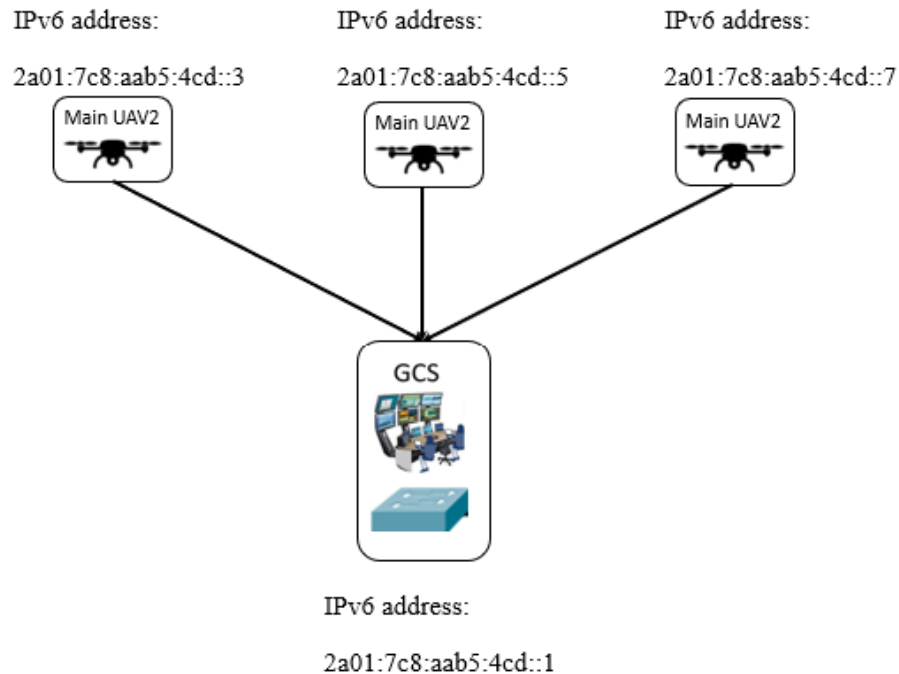 IPv6 address:
IPv6 address:
IPv6 address:
2a01:7c8:aab5:4cd::3
2a01:7c8:aab5:4cd::5
2a01:7c8:aab5:4cd::7
Main UAV2
Main UAV2
Main UAV2
GCS
IPv6 address:
2a01:7c8:aab5:4cd::1